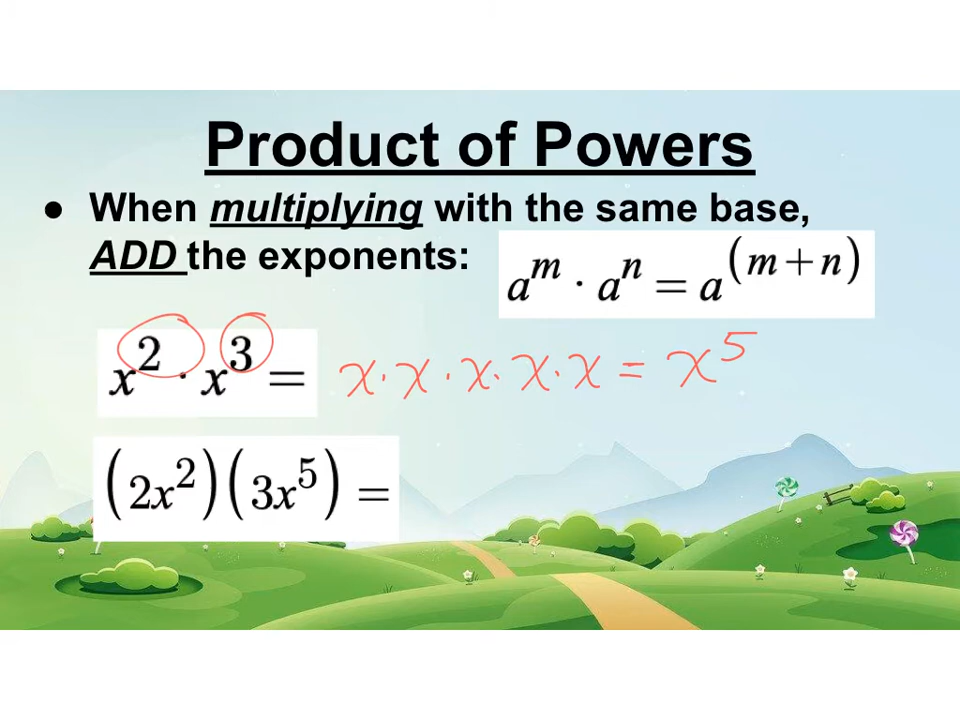 Product of Powers
● When multiplying with the same base,
ADD the exponents:
a^m · a^n = a^(m+n)
x^2 · x^3 = x·x·x·x·x = x^5
(2x^2)(3x^5) =